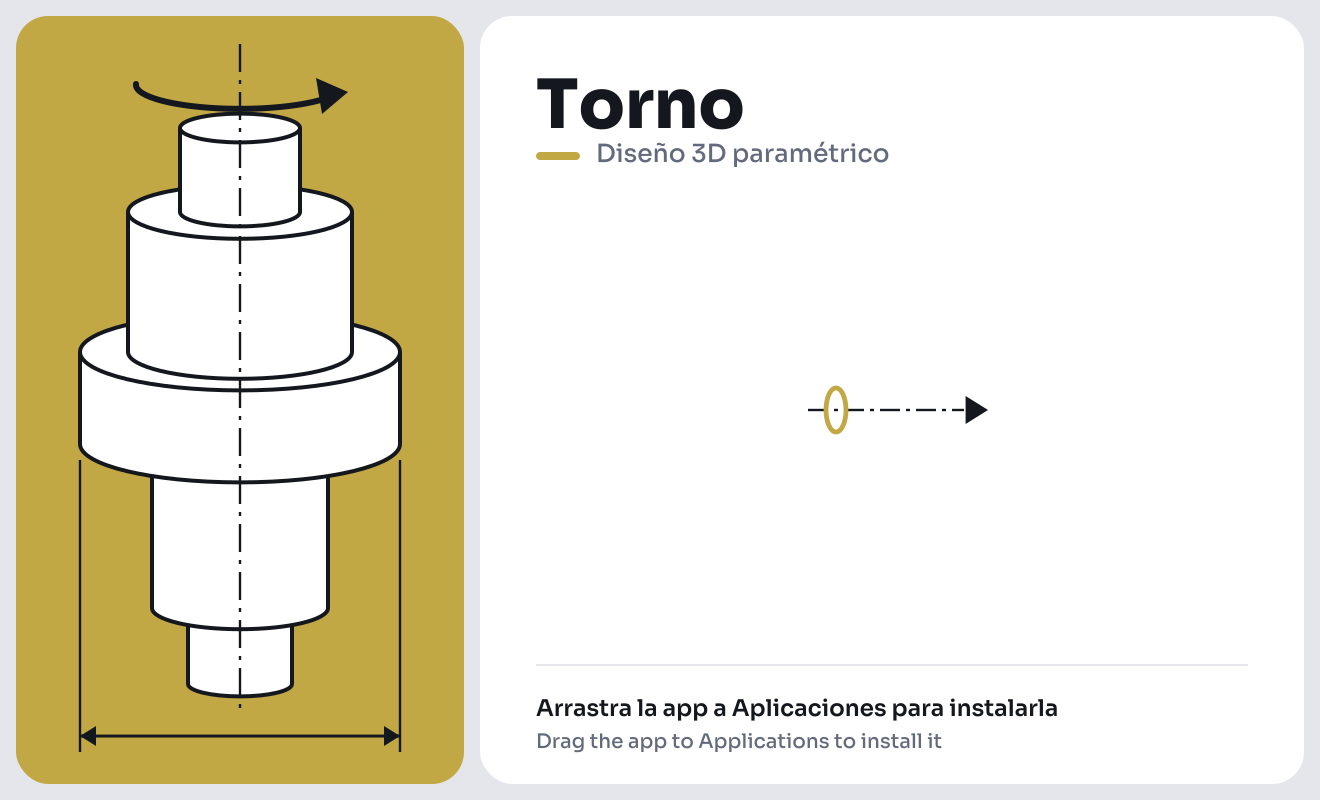 Torno
Diseño 3D paramétrico
Arrastra la app a Aplicaciones para instalarla
Drag the app to Applications to install it